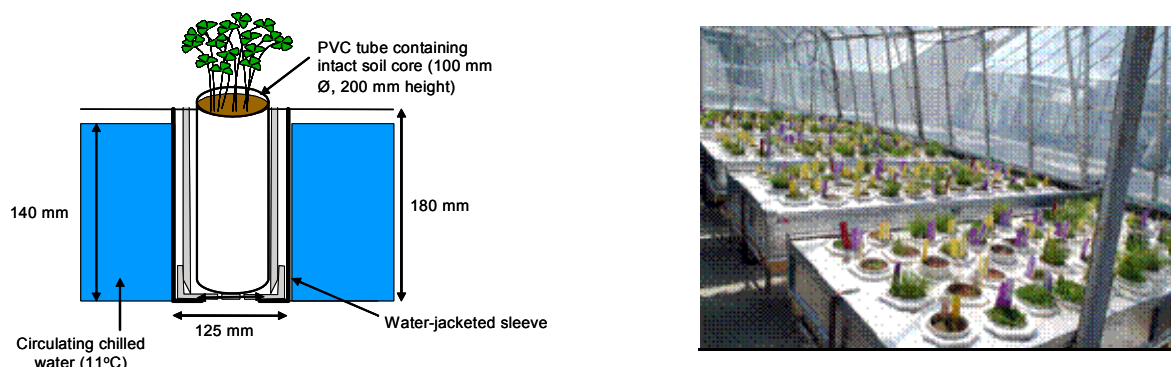 PVC tube containing
intact soil core (100 mm
Ø, 200 mm height)
140 mm
180 mm
125 mm
Water-jacketed sleeve
Circulating chilled
water (11ºC)